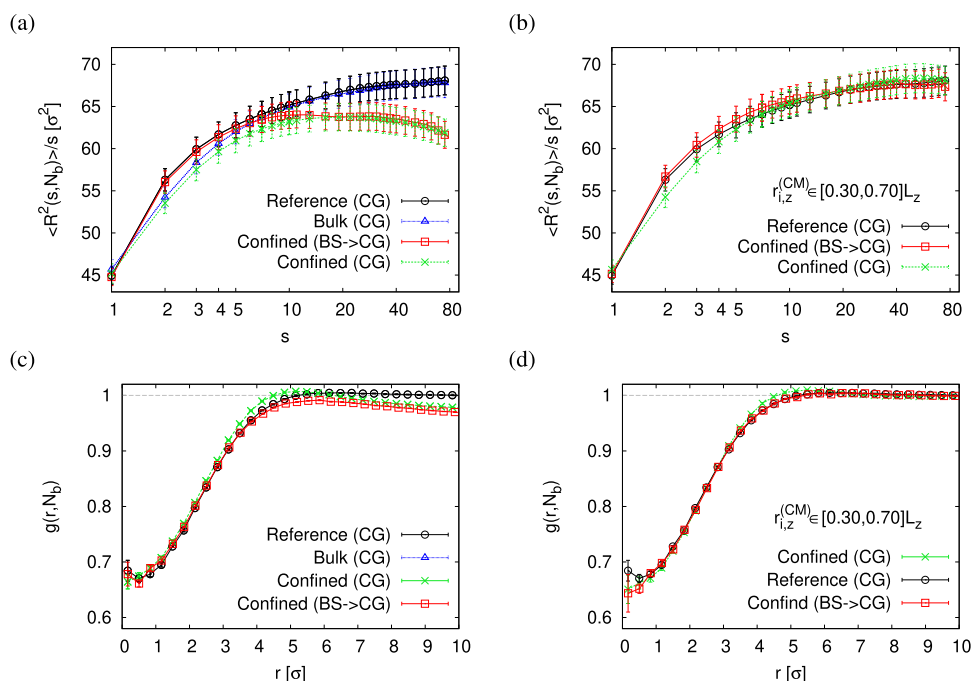 (a)
70
65
60
55
50
45
<R²(s,N_b)>/s [σ²]
Reference (CG)
Bulk (CG)
Confined (BS->CG)
Confined (CG)
1 2 3 4 5 10 20 40 80
s
(b)
70
65
60
55
50
45
<R²(s,N_b)>/s [σ²]
r_{i,z}^{(CM)}∈[0.30,0.70]L_z
Reference (CG)
Confined (BS->CG)
Confined (CG)
1 2 3 4 5 10 20 40 80
s
(c)
1
0.9
0.8
0.7
0.6
g(r,N_b)
Reference (CG)
Bulk (CG)
Confined (CG)
Confined (BS->CG)
0 1 2 3 4 5 6 7 8 9 10
r [σ]
(d)
1
0.9
0.8
0.7
0.6
g(r,N_b)
r_{i,z}^{(CM)}∈[0.30,0.70]L_z
Confined (CG)
Reference (CG)
Confind (BS->CG)
0 1 2 3 4 5 6 7 8 9 10
r [σ]